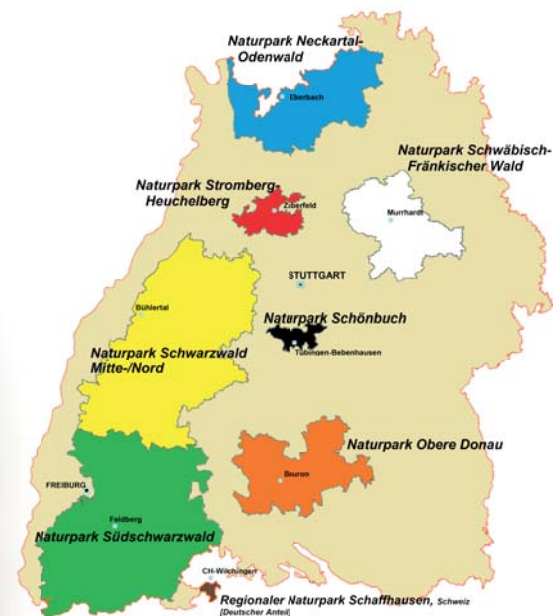 Naturpark Neckartal-
Odenwald
Eberbach
Naturpark Schwäbisch-
Fränkischer Wald
Naturpark Stromberg-
Heuchelberg
Ziberfeld
Murrhardt
STUTTGART
Bühlertal
Naturpark Schönbuch
Tübingen-Bebenhausen
Naturpark Schwarzwald
Mitte-/Nord
Naturpark Obere Donau
Beuron
FREIBURG
Feldberg
Naturpark Südschwarzwald
CH-Wilchingen
Regionaler Naturpark Schaffhausen, Schweiz
[Deutscher Anteil]